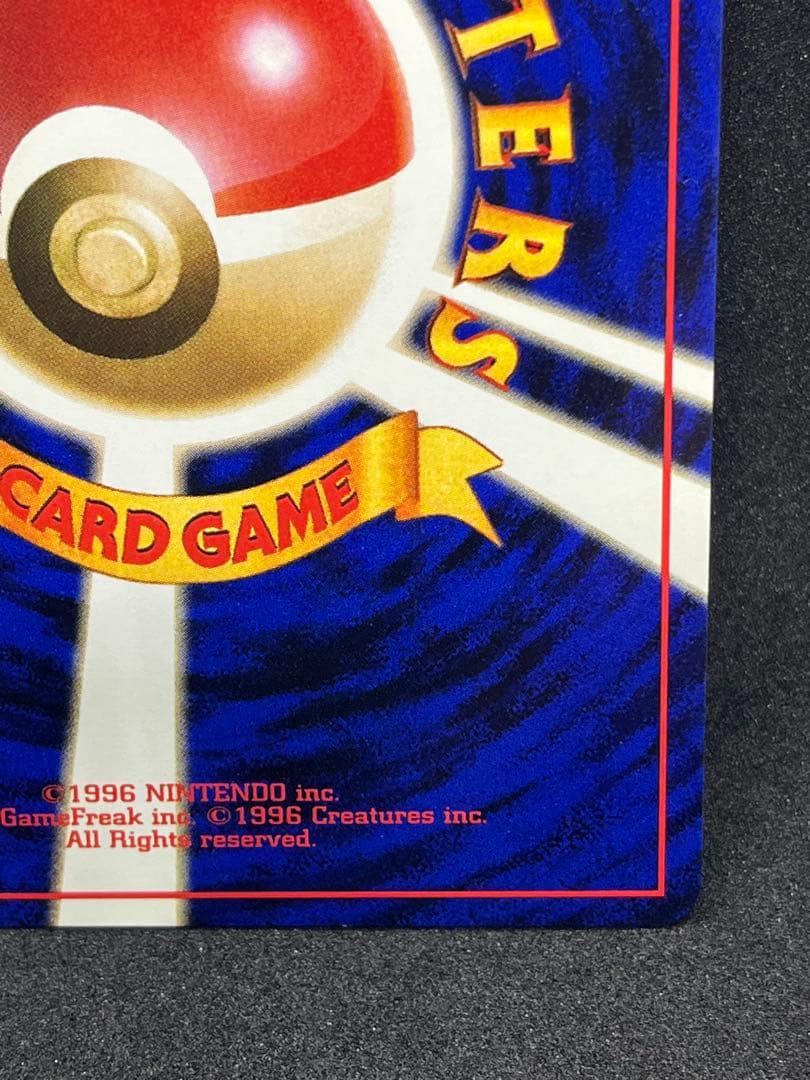 TERS
CARD GAME
©1996 NINTENDO inc.
GameFreak inc. ©1996 Creatures inc.
All Rights reserved.